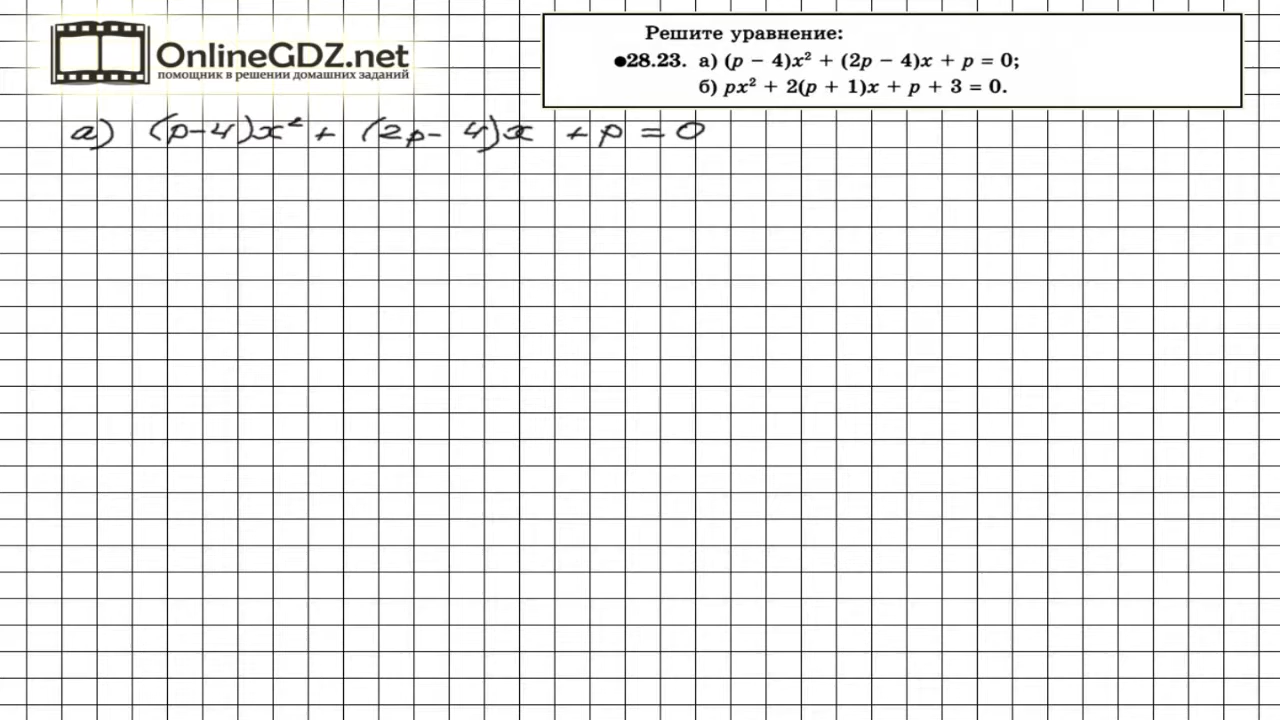 OnlineGDZ.net
помощник в решении домашних заданий
Решите уравнение:
●28.23. а) (p − 4)x² + (2p − 4)x + p = 0;
б) px² + 2(p + 1)x + p + 3 = 0.
а) (p-4)x² + (2p- 4)x + p = 0